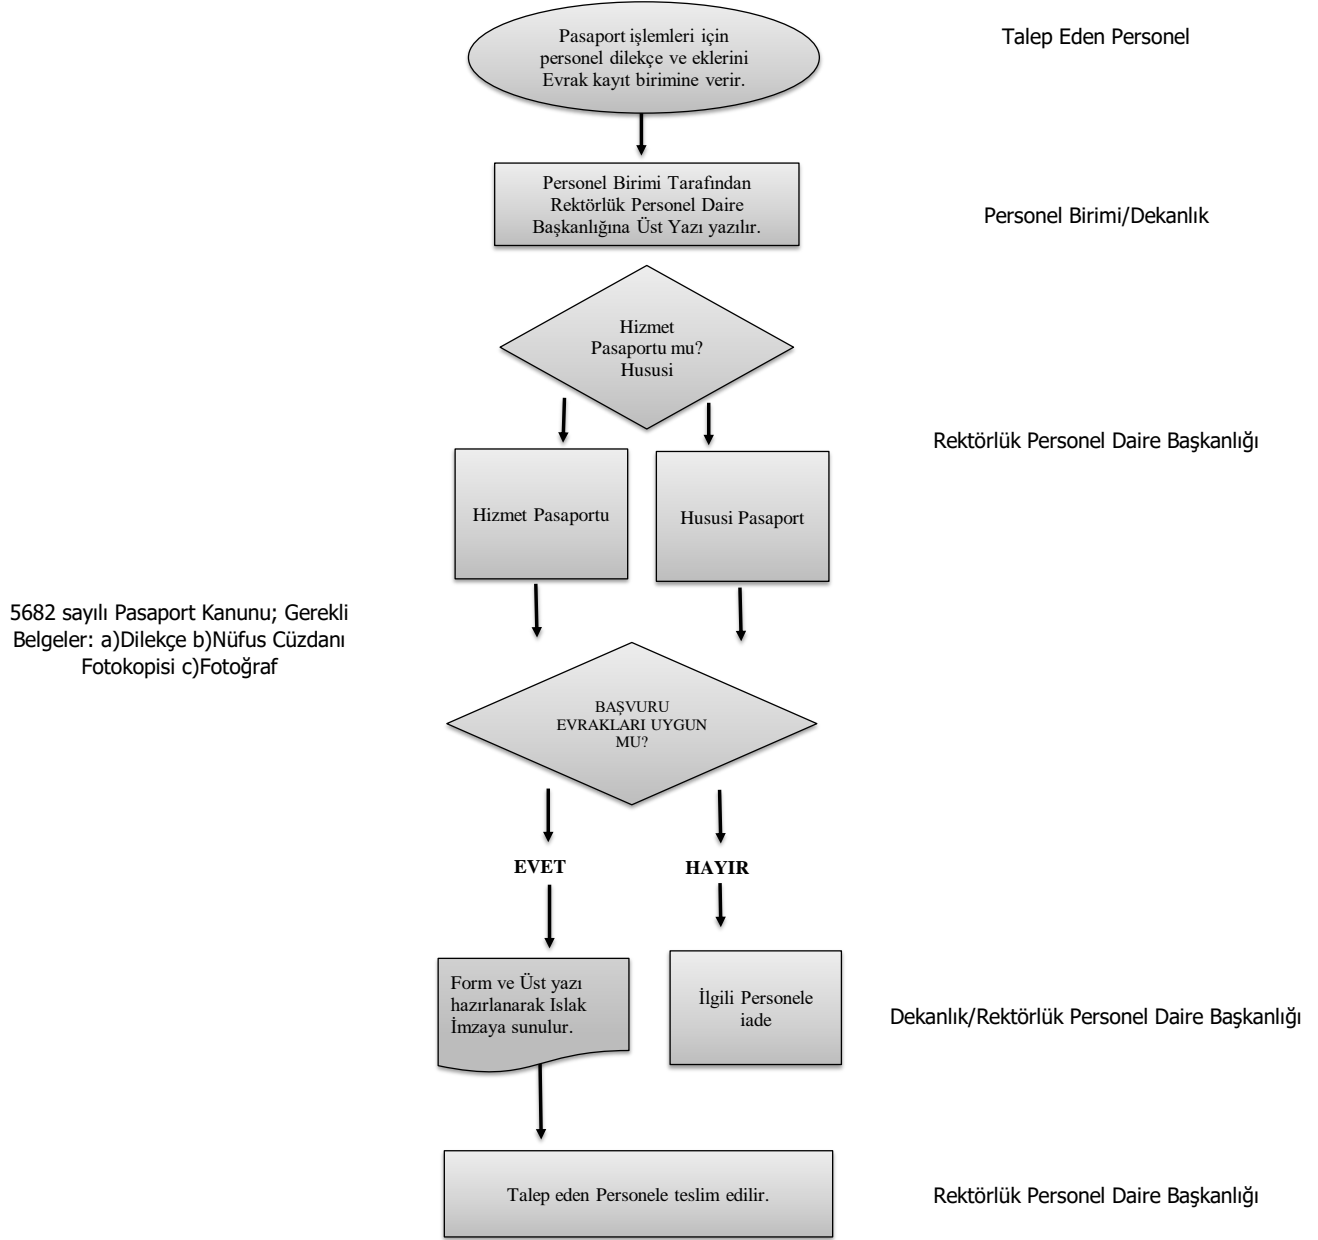 Pasaport işlemleri için
personel dilekçe ve eklerini
Evrak kayıt birimine verir.
Talep Eden Personel
Personel Birimi Tarafından
Rektörlük Personel Daire
Başkanlığına Üst Yazı yazılır.
Personel Birimi/Dekanlık
Hizmet
Pasaportu mu?
Hususi
Rektörlük Personel Daire Başkanlığı
Hizmet Pasaportu
Hususi Pasaport
5682 sayılı Pasaport Kanunu; Gerekli
Belgeler: a)Dilekçe b)Nüfus Cüzdanı
Fotokopisi c)Fotoğraf
BAŞVURU
EVRAKLARI UYGUN
MU?
EVET
HAYIR
Form ve Üst yazı
hazırlanarak Islak
İmzaya sunulur.
İlgili Personele
iade
Dekanlık/Rektörlük Personel Daire Başkanlığı
Talep eden Personele teslim edilir.
Rektörlük Personel Daire Başkanlığı